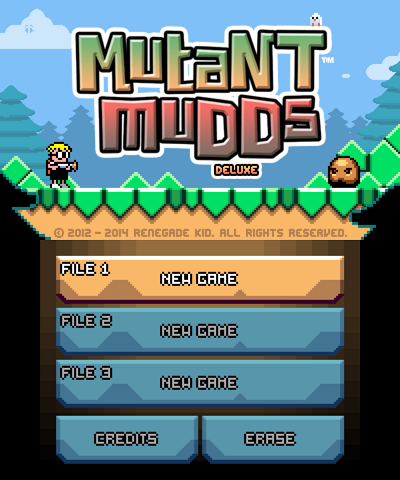 MUTANT
MUDDS
TM
DELUXE
© 2012 - 2014 RENEGADE KID. ALL RIGHTS RESERVED.
FILE 1
NEW GAME
FILE 2
NEW GAME
FILE 3
NEW GAME
CREDITS
ERASE